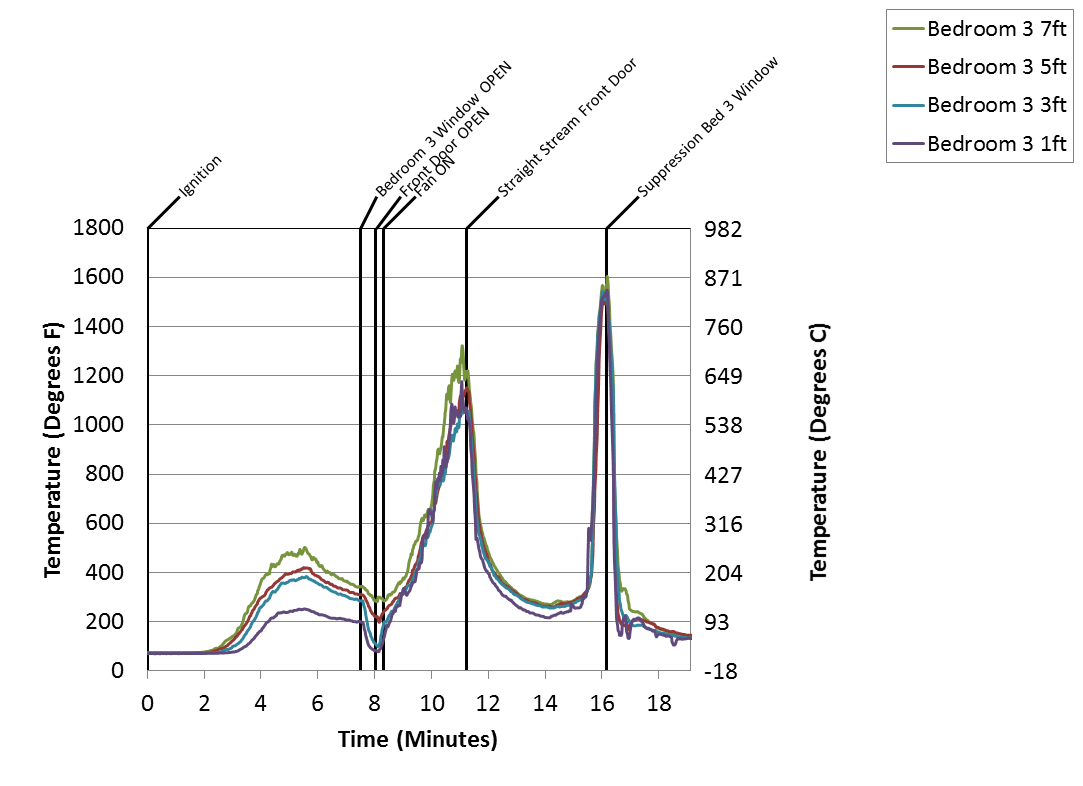 Bedroom 3 7ft
Bedroom 3 5ft
Bedroom 3 3ft
Bedroom 3 1ft
Ignition
Bedroom 3 Window OPEN
Front Door OPEN
Fan ON
Straight Stream Front Door
Suppression Bed 3 Window
Temperature (Degrees F)
1800
1600
1400
1200
1000
800
600
400
200
0
982
871
760
649
538
427
316
204
93
-18
Temperature (Degrees C)
0 2 4 6 8 10 12 14 16 18
Time (Minutes)